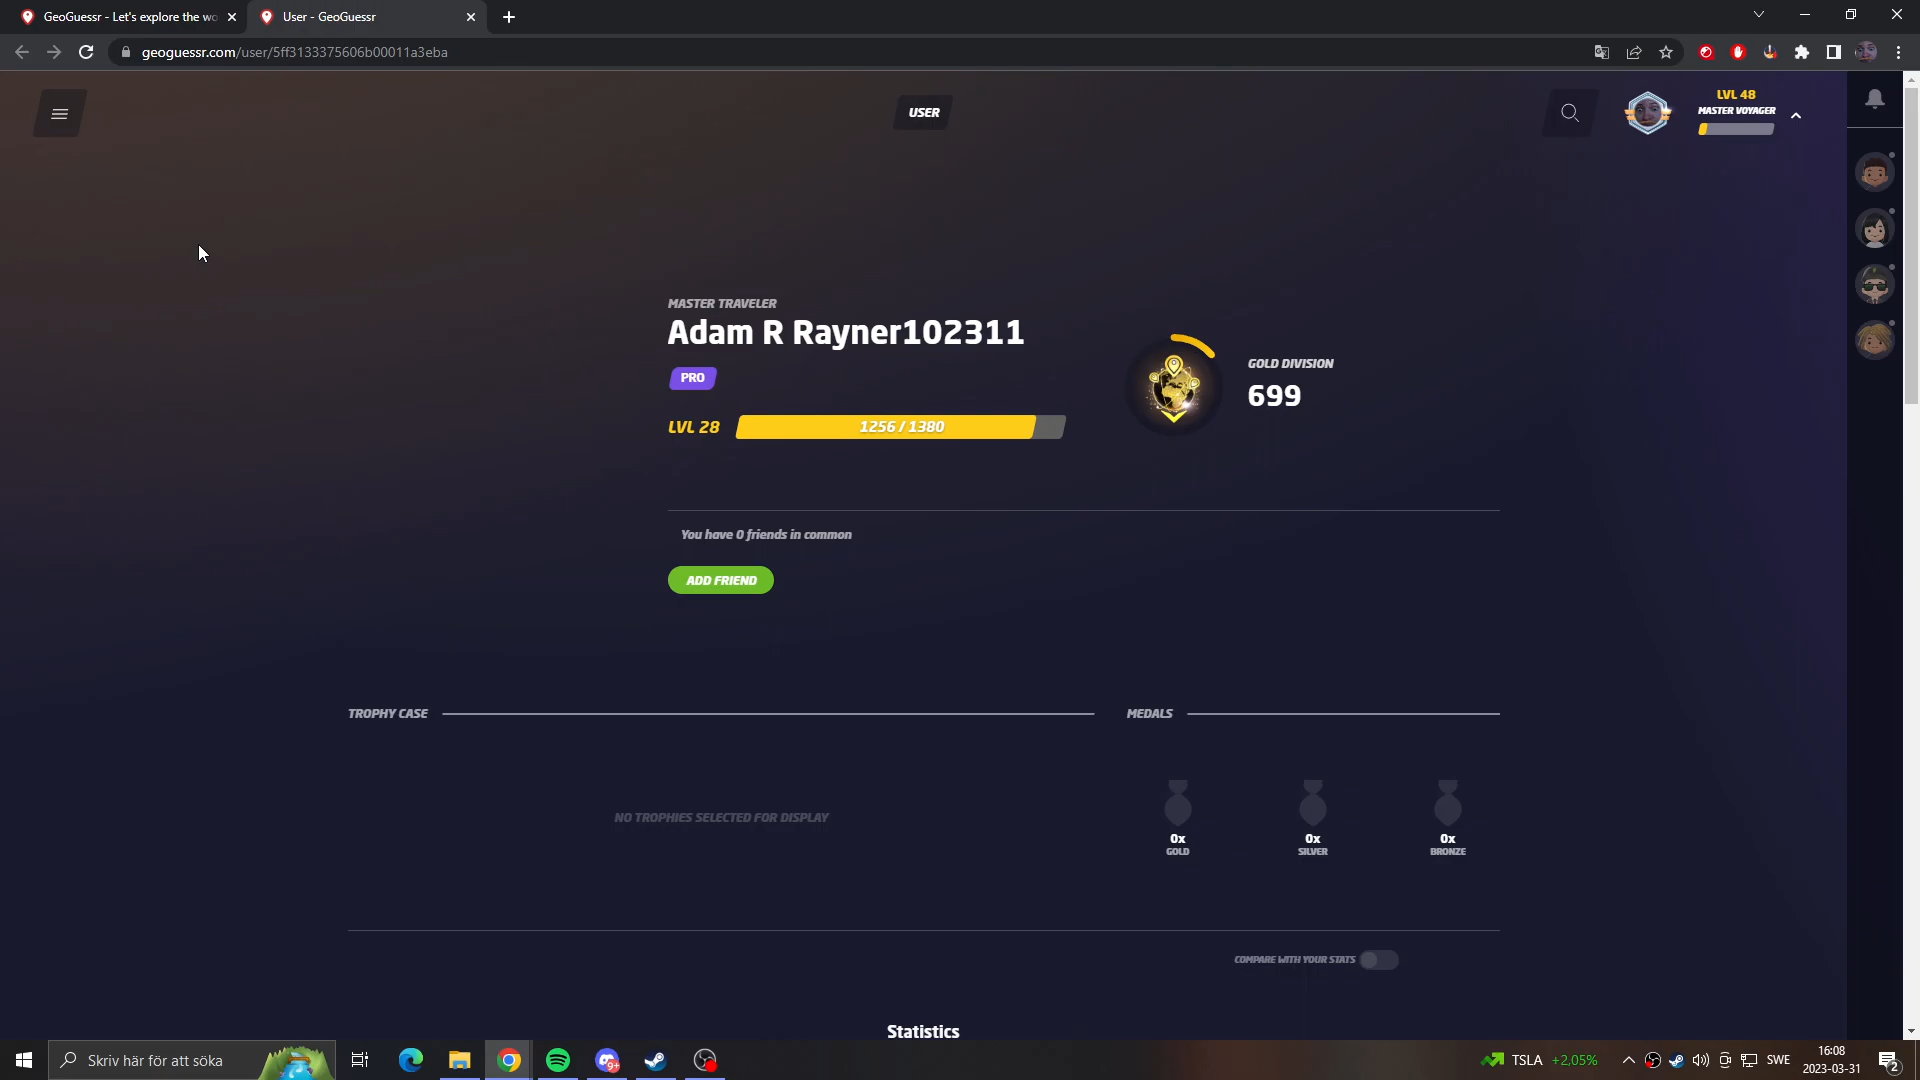 GeoGuessr - Let's explore the wo
User - GeoGuessr
geoguessr.com/user/5ff3133375606b00011a3eba
USER
LVL 48
MASTER VOYAGER
MASTER TRAVELER
Adam R Rayner102311
PRO
LVL 28
1256 / 1380
GOLD DIVISION
699
You have 0 friends in common
ADD FRIEND
TROPHY CASE
MEDALS
NO TROPHIES SELECTED FOR DISPLAY
0x
GOLD
0x
SILVER
0x
BRONZE
COMPARE WITH YOUR STATS
Statistics
Skriv här för att söka
9+
TSLA +2,05%
SWE
16:08
2023-03-31
2